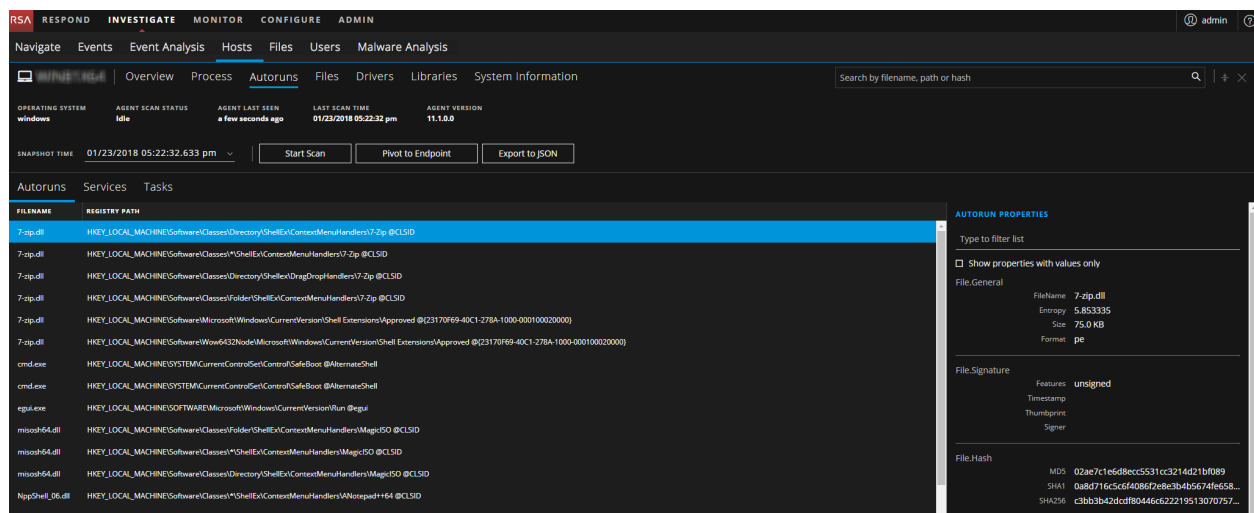 RSA RESPOND INVESTIGATE MONITOR CONFIGURE ADMIN admin
Navigate Events Event Analysis Hosts Files Users Malware Analysis
Overview Process Autoruns Files Drivers Libraries System Information Search by filename, path or hash
OPERATING SYSTEM AGENT SCAN STATUS AGENT LAST SEEN LAST SCAN TIME AGENT VERSION
windows Idle a few seconds ago 01/23/2018 05:22:32 pm 11.1.0.0
SNAPSHOT TIME 01/23/2018 05:22:32.633 pm Start Scan Pivot to Endpoint Export to JSON
Autoruns Services Tasks
FILENAME REGISTRY PATH
7-zip.dll HKEY_LOCAL_MACHINE\Software\Classes\Directory\ShellEx\ContextMenuHandlers\7-Zip @CLSID
7-zip.dll HKEY_LOCAL_MACHINE\Software\Classes\*\ShellEx\ContextMenuHandlers\7-Zip @CLSID
7-zip.dll HKEY_LOCAL_MACHINE\Software\Classes\Directory\Shellex\DragDropHandlers\7-Zip @CLSID
7-zip.dll HKEY_LOCAL_MACHINE\Software\Classes\Folder\ShellEx\ContextMenuHandlers\7-Zip @CLSID
7-zip.dll HKEY_LOCAL_MACHINE\Software\Microsoft\Windows\CurrentVersion\Shell Extensions\Approved @{23170F69-40C1-278A-1000-000100020000}
7-zip.dll HKEY_LOCAL_MACHINE\Software\Wow6432Node\Microsoft\Windows\CurrentVersion\Shell Extensions\Approved @{23170F69-40C1-278A-1000-000100020000}
cmd.exe HKEY_LOCAL_MACHINE\SYSTEM\CurrentControlSet\Control\SafeBoot @AlternateShell
cmd.exe HKEY_LOCAL_MACHINE\SYSTEM\CurrentControlSet\Control\SafeBoot @AlternateShell
egui.exe HKEY_LOCAL_MACHINE\SOFTWARE\Microsoft\Windows\CurrentVersion\Run @egui
misosh64.dll HKEY_LOCAL_MACHINE\Software\Classes\Folder\ShellEx\ContextMenuHandlers\MagicISO @CLSID
misosh64.dll HKEY_LOCAL_MACHINE\Software\Classes\*\ShellEx\ContextMenuHandlers\MagicISO @CLSID
misosh64.dll HKEY_LOCAL_MACHINE\Software\Classes\Directory\ShellEx\ContextMenuHandlers\MagicISO @CLSID
NppShell_06.dll HKEY_LOCAL_MACHINE\Software\Classes\*\ShellEx\ContextMenuHandlers\ANotepad++64 @CLSID
AUTORUN PROPERTIES
Type to filter list
Show properties with values only
File.General
FileName 7-zip.dll
Entropy 5.853335
Size 75.0 KB
Format pe
File.Signature
Features unsigned
Timestamp
Thumbprint
Signer
File.Hash
MD5 02ae7c1e6d8ecc5531cc3214d21bf089
SHA1 0a8d716c5c6f4086f2e8e3b4b5674fe658...
SHA256 c3bb3b42dcdf80446c622219513070757...